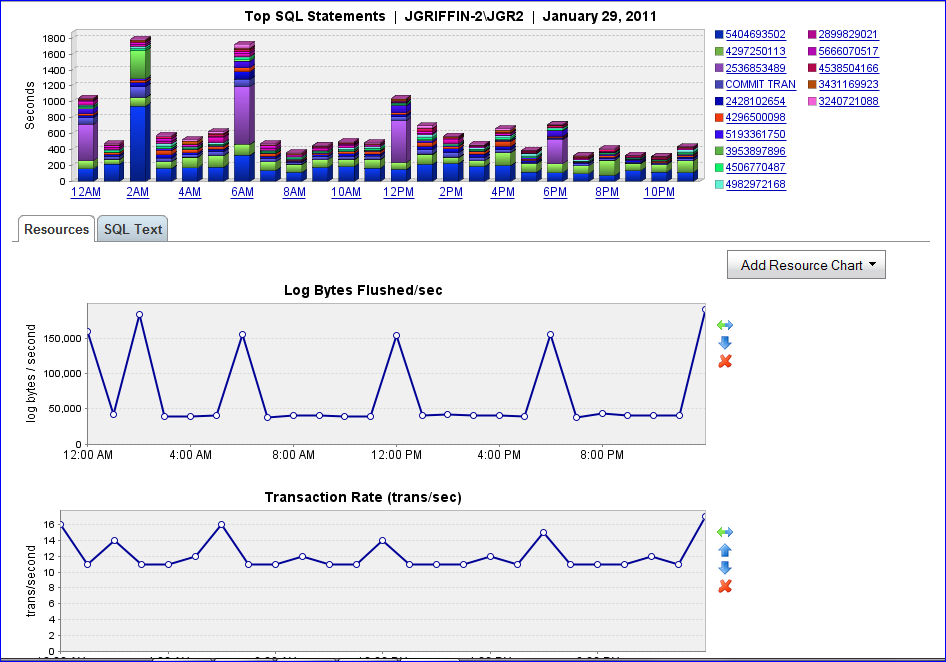 Top SQL Statements | JGRIFFIN-2\JGR2 | January 29, 2011
Seconds
1800
1600
1400
1200
1000
800
600
400
200
0
12AM 2AM 4AM 6AM 8AM 10AM 12PM 2PM 4PM 6PM 8PM 10PM
5404693502 2899829021
4297250113 5666070517
2536853489 4538504166
COMMIT TRAN 3431169923
2428102654 3240721088
4296500098
5193361750
3953897896
4506770487
4982972168
Resources SQL Text
Add Resource Chart
Log Bytes Flushed/sec
log bytes / second
150,000
100,000
50,000
0
12:00 AM 4:00 AM 8:00 AM 12:00 PM 4:00 PM 8:00 PM
Transaction Rate (trans/sec)
trans/second
16
14
12
10
8
6
4
2
0